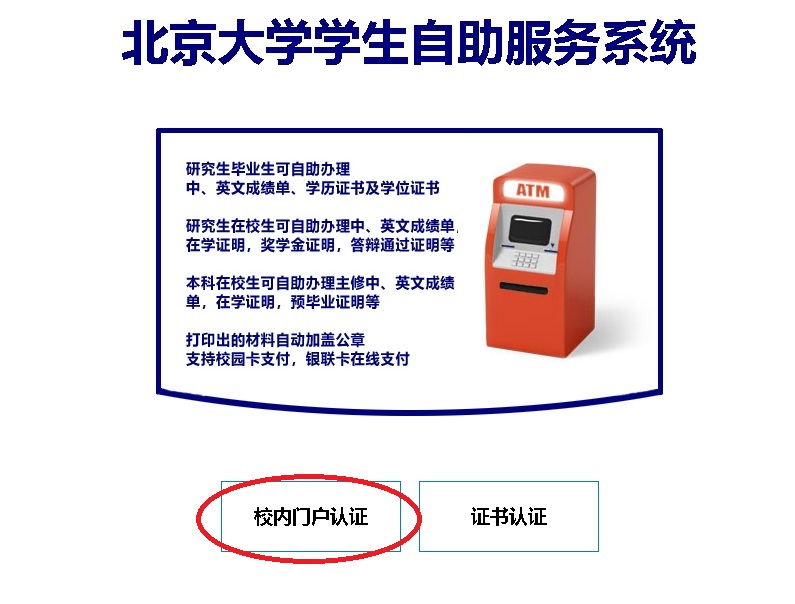 北京大学学生自助服务系统
研究生毕业生可自助办理
中、英文成绩单、学历证书及学位证书
研究生在校生可自助办理中、英文成绩单,
在学证明，奖学金证明，答辩通过证明等
本科在校生可自助办理主修中、英文成绩
单，在学证明，预毕业证明等
打印出的材料自动加盖公章
支持校园卡支付，银联卡在线支付
ATM
校内门户认证
证书认证